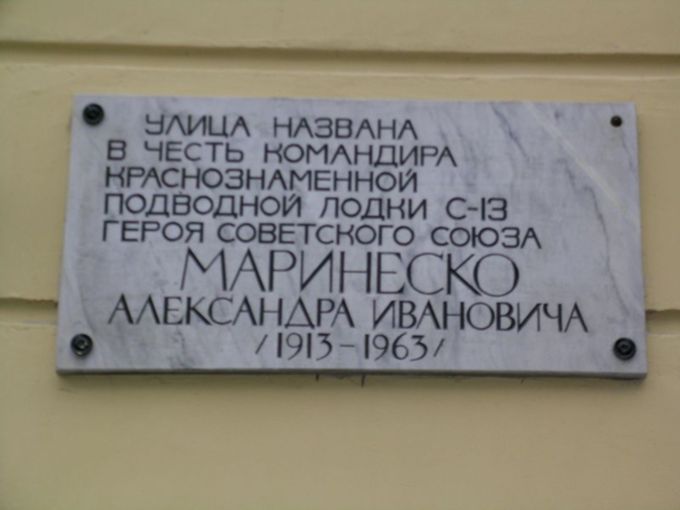 УЛИЦА НАЗВАНА
В ЧЕСТЬ КОМАНДИРА
КРАСНОЗНАМЕННОЙ
ПОДВОДНОЙ ЛОДКИ С-13
ГЕРОЯ СОВЕТСКОГО СОЮЗА
МАРИНЕСКО
АЛЕКСАНДРА ИВАНОВИЧА
/1913-1963/